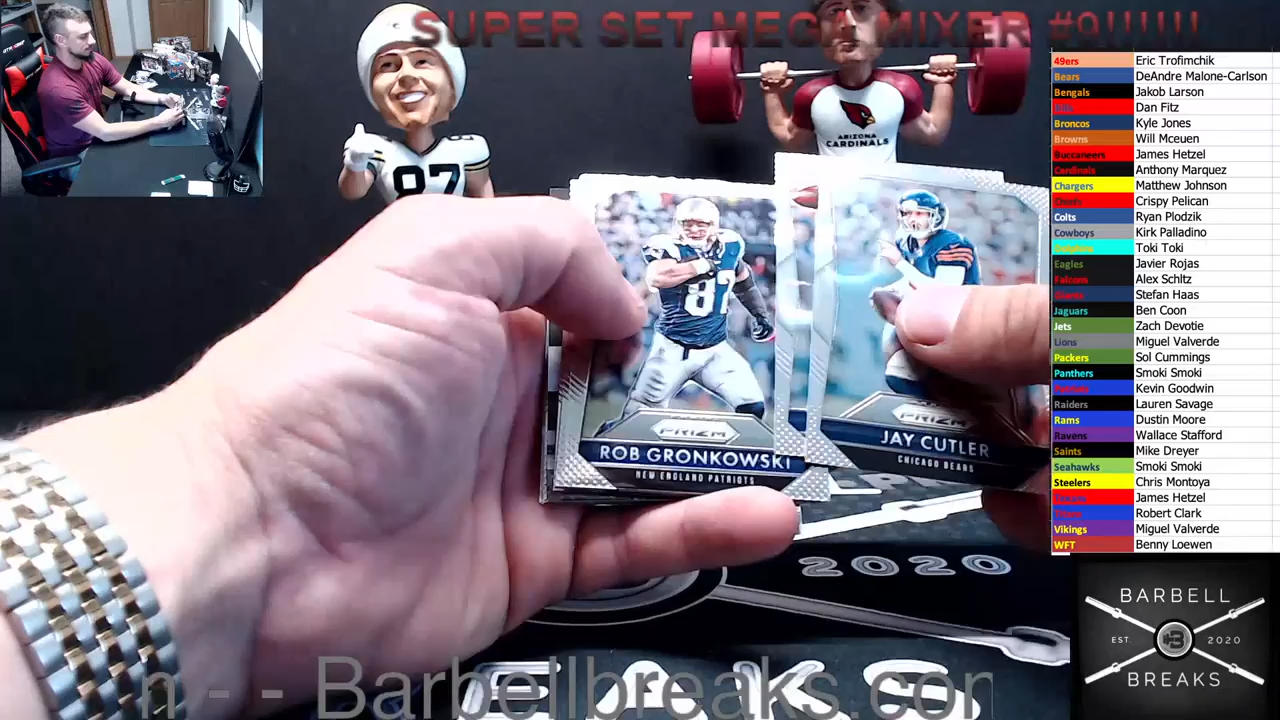 SUPER SET MEGA MIXER #9!!!!!!
49ers Eric Trofimchik
Bears DeAndre Malone-Carlson
Bengals Jakob Larson
Bills Dan Fitz
Broncos Kyle Jones
Browns Will Mceuen
Buccaneers James Hetzel
Cardinals Anthony Marquez
Chargers Matthew Johnson
Chiefs Crispy Pelican
Colts Ryan Plodzik
Cowboys Kirk Palladino
Dolphins Toki Toki
Eagles Javier Rojas
Falcons Alex Schltz
Giants Stefan Haas
Jaguars Ben Coon
Jets Zach Devotie
Lions Miguel Valverde
Packers Sol Cummings
Panthers Smoki Smoki
Patriots Kevin Goodwin
Raiders Lauren Savage
Rams Dustin Moore
Ravens Wallace Stafford
Saints Mike Dreyer
Seahawks Smoki Smoki
Steelers Chris Montoya
Texans James Hetzel
Titans Robert Clark
Vikings Miguel Valverde
WFT Benny Loewen
87
ARIZONA
CARDINALS
87
PRIZM
ROB GRONKOWSKI
NEW ENGLAND PATRIOTS
PRIZM
JAY CUTLER
CHICAGO BEARS
2020
BARBELL
EST. B 2020
BREAKS
n - - Barbellbreaks.com